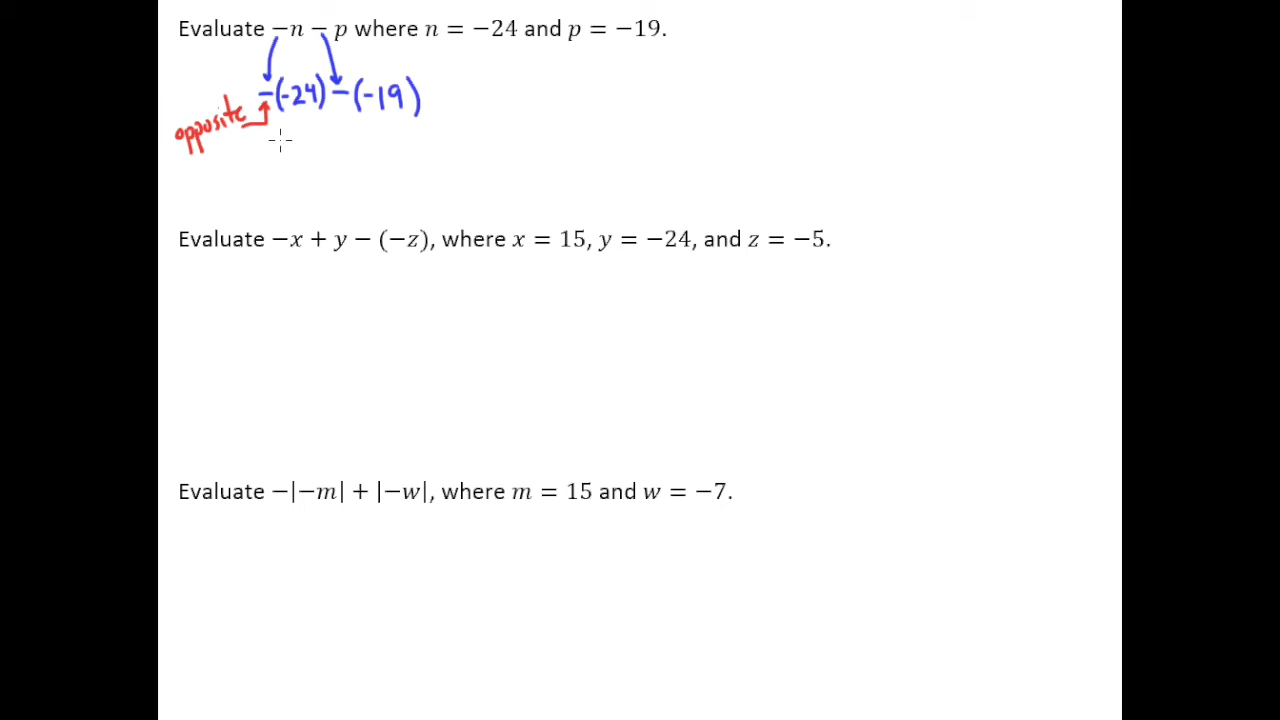 Evaluate −n − p where n = −24 and p = −19.
−(-24) −(-19)
opposite
Evaluate −x + y − (−z), where x = 15, y = −24, and z = −5.
Evaluate −|−m| + |−w|, where m = 15 and w = −7.